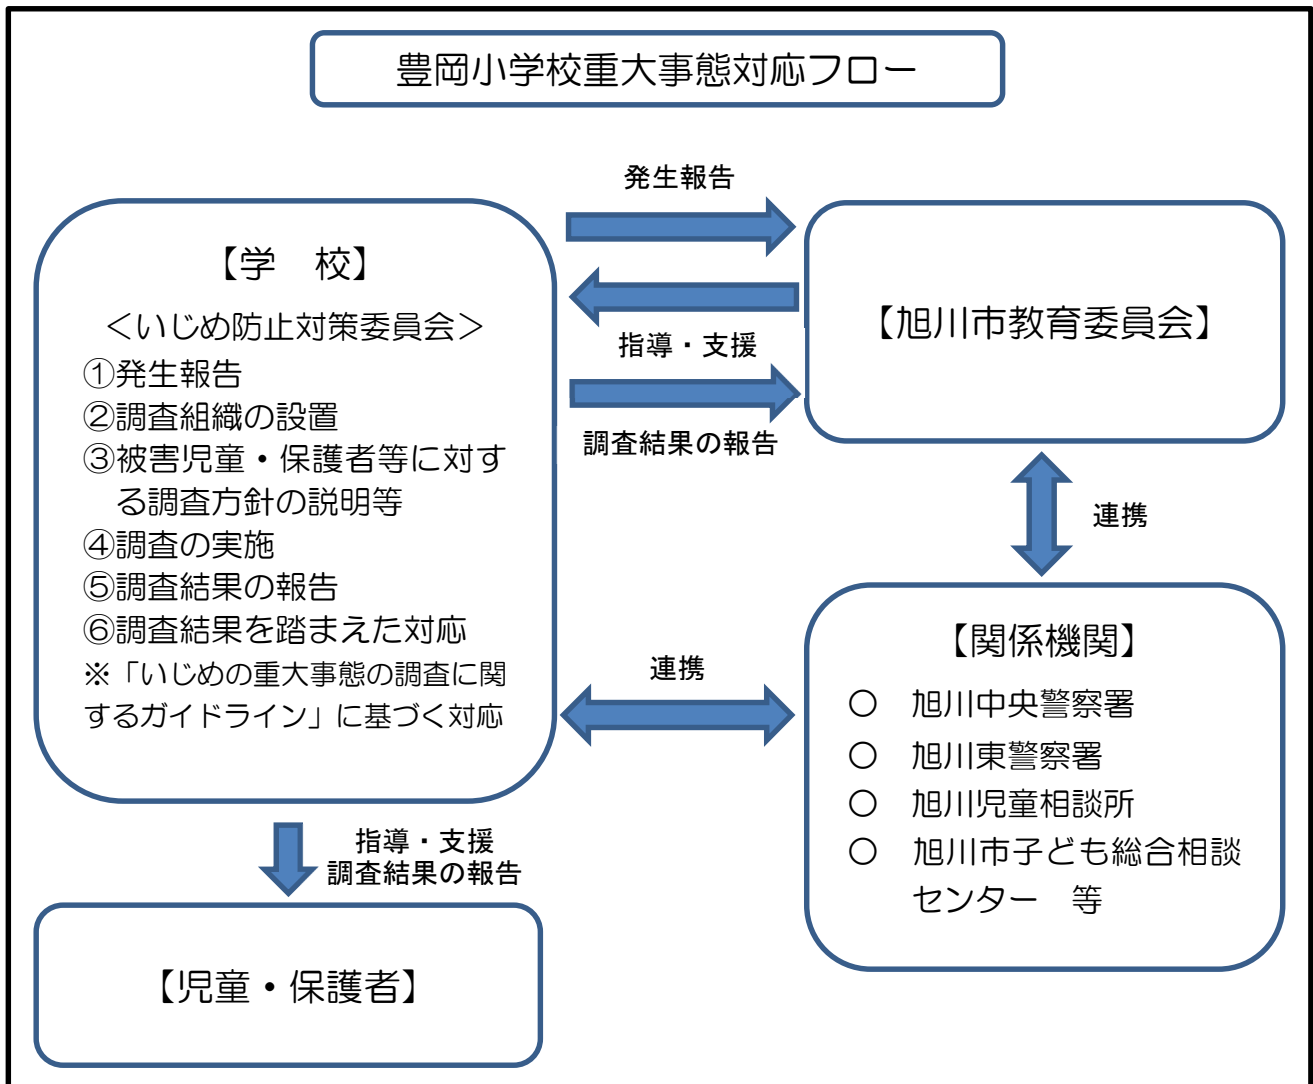 豊岡小学校重大事態対応フロー
発生報告
【学　校】
＜いじめ防止対策委員会＞
①発生報告
②調査組織の設置
③被害児童・保護者等に対す
る調査方針の説明等
④調査の実施
⑤調査結果の報告
⑥調査結果を踏まえた対応
※「いじめの重大事態の調査に関
するガイドライン」に基づく対応
指導・支援
調査結果の報告
【旭川市教育委員会】
連携
連携
【関係機関】
○　旭川中央警察署
○　旭川東警察署
○　旭川児童相談所
○　旭川市子ども総合相談
センター　等
指導・支援
調査結果の報告
【児童・保護者】